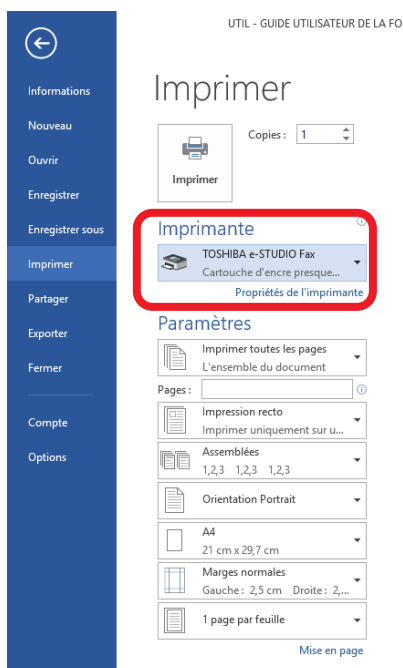 UTIL - GUIDE UTILISATEUR DE LA FO
Informations
Nouveau
Ouvrir
Enregistrer
Enregistrer sous
Imprimer
Partager
Exporter
Fermer
Compte
Options
Imprimer
Copies : 1
Imprimer
Imprimante
TOSHIBA e-STUDIO Fax
Cartouche d'encre presque...
Propriétés de l'imprimante
Paramètres
Imprimer toutes les pages
L'ensemble du document
Pages :
Impression recto
Imprimer uniquement sur u...
Assemblées
1,2,3 1,2,3 1,2,3
Orientation Portrait
A4
21 cm x 29,7 cm
Marges normales
Gauche : 2,5 cm Droite : 2,...
1 page par feuille
Mise en page